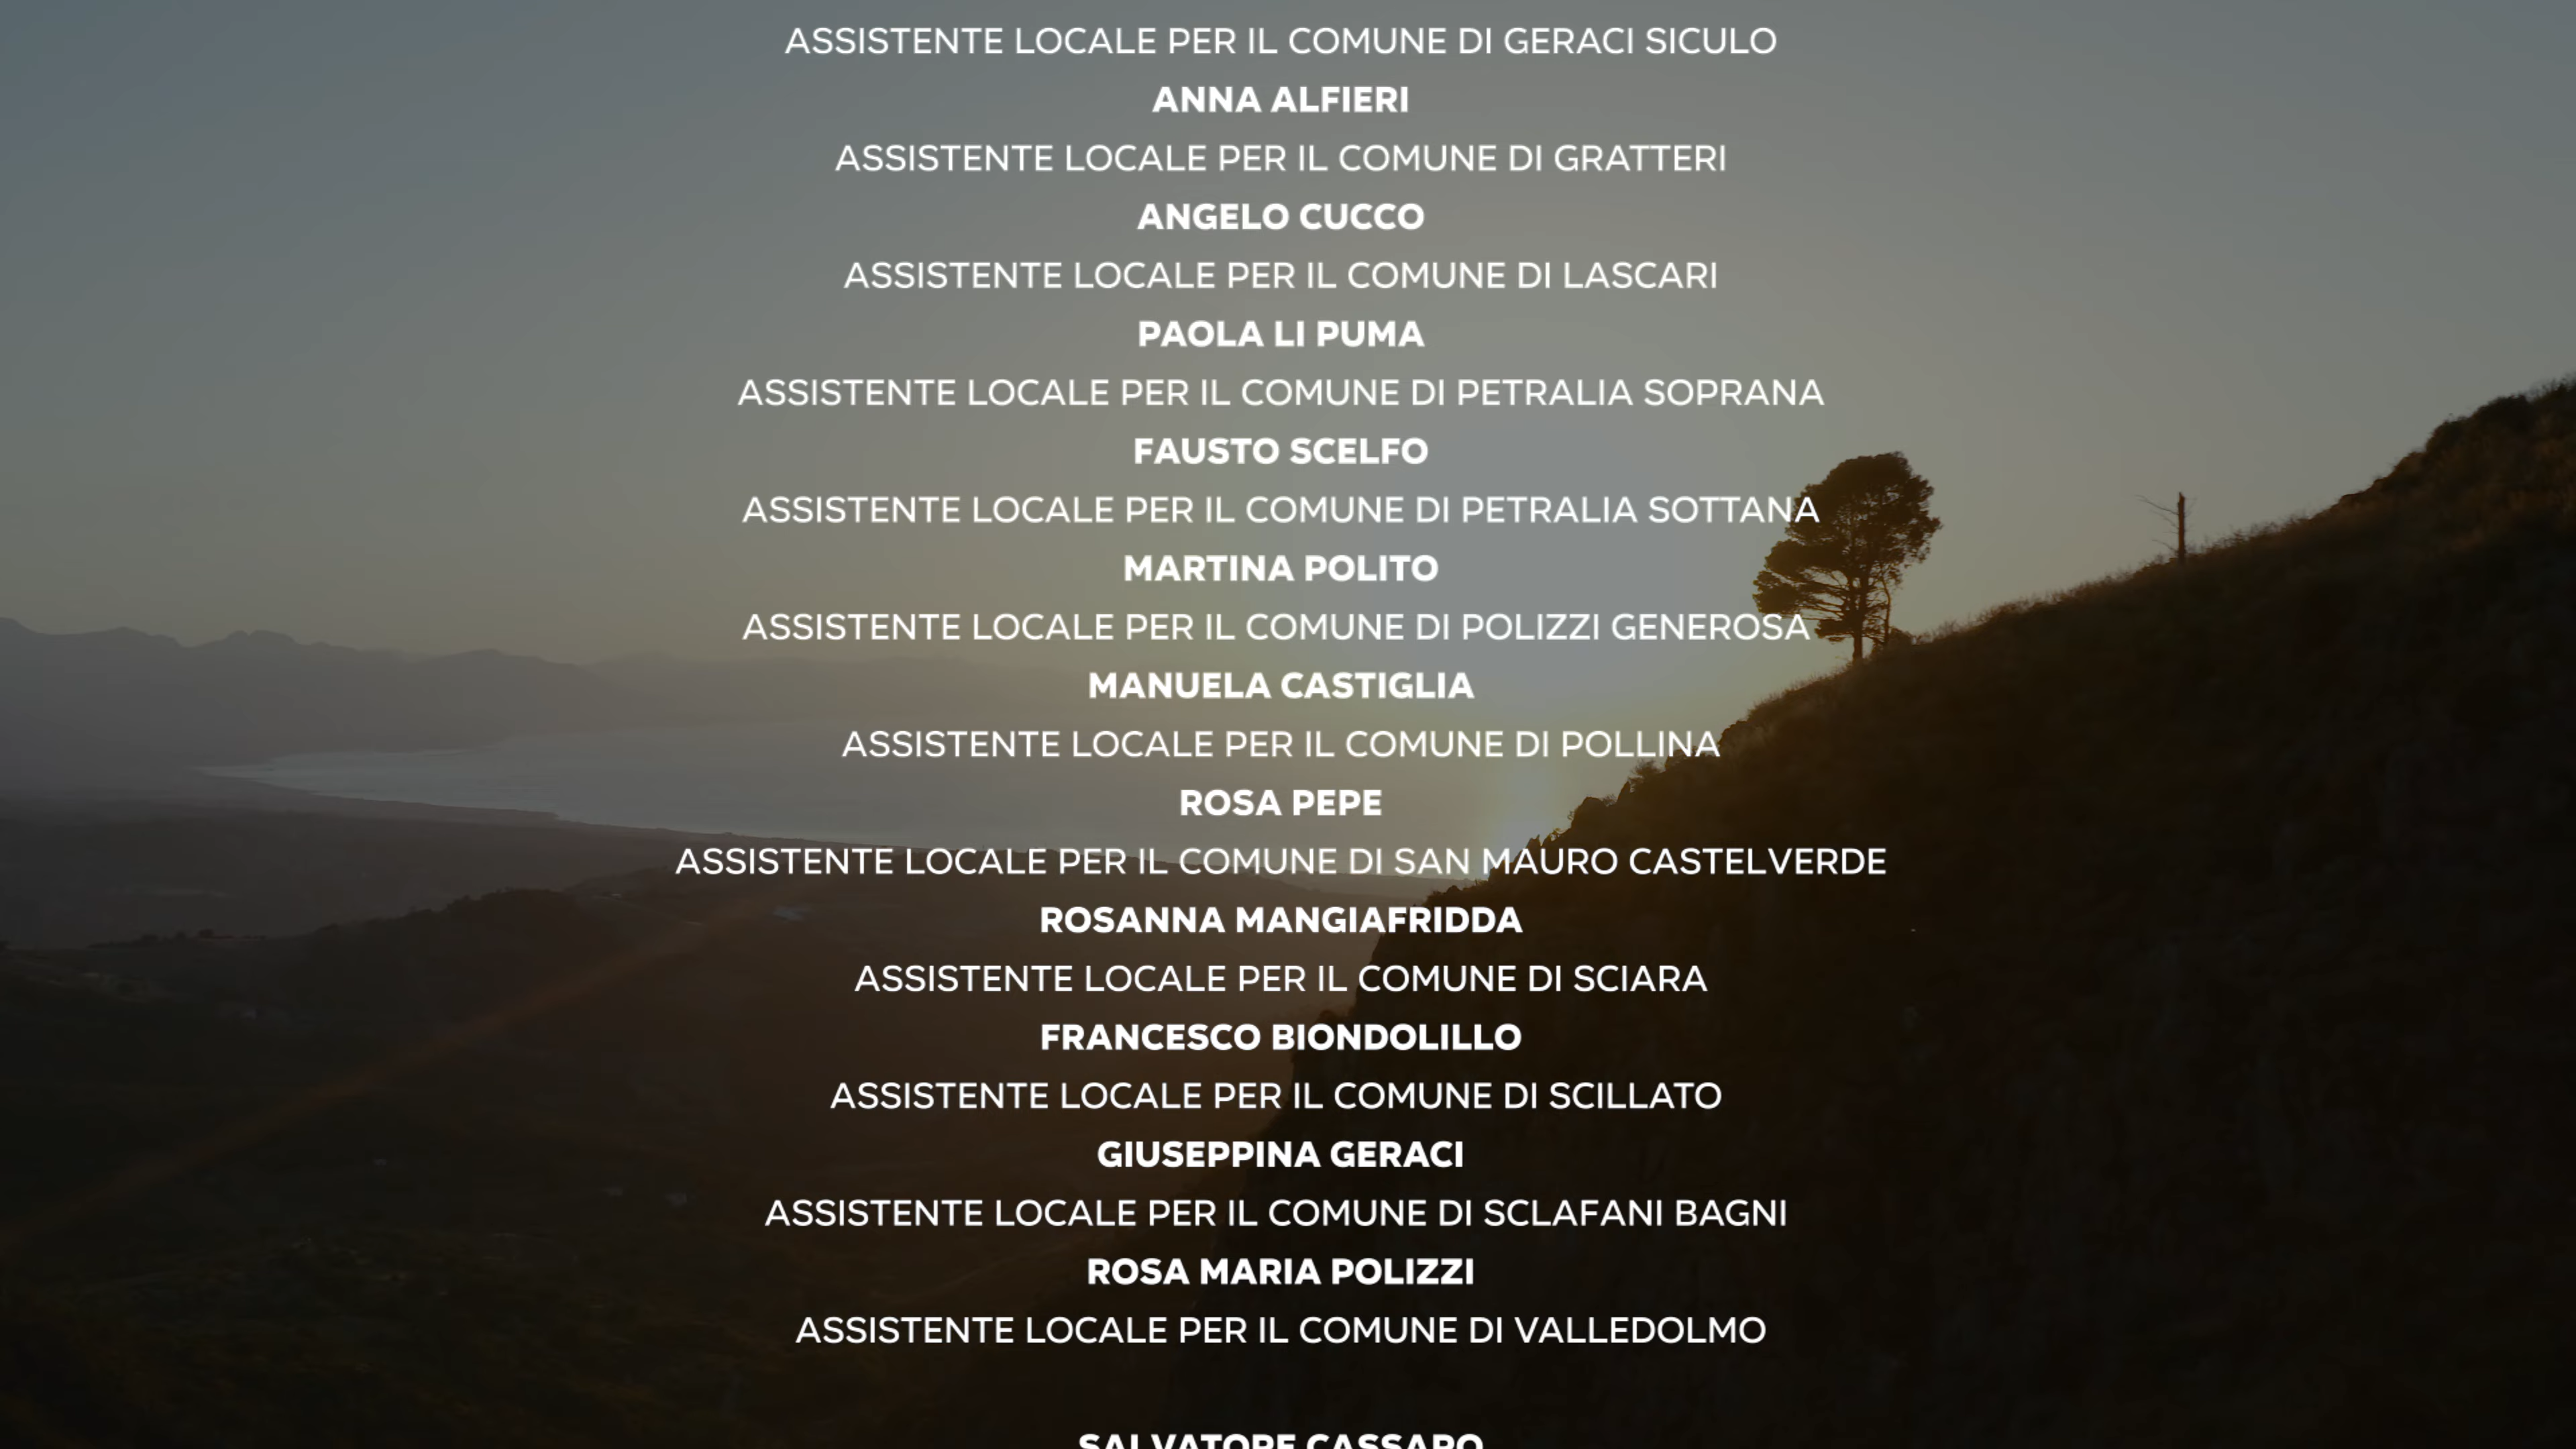 ASSISTENTE LOCALE PER IL COMUNE DI GERACI SICULO
ANNA ALFIERI
ASSISTENTE LOCALE PER IL COMUNE DI GRATTERI
ANGELO CUCCO
ASSISTENTE LOCALE PER IL COMUNE DI LASCARI
PAOLA LI PUMA
ASSISTENTE LOCALE PER IL COMUNE DI PETRALIA SOPRANA
FAUSTO SCELFO
ASSISTENTE LOCALE PER IL COMUNE DI PETRALIA SOTTANA
MARTINA POLITO
ASSISTENTE LOCALE PER IL COMUNE DI POLIZZI GENEROSA
MANUELA CASTIGLIA
ASSISTENTE LOCALE PER IL COMUNE DI POLLINA
ROSA PEPE
ASSISTENTE LOCALE PER IL COMUNE DI SAN MAURO CASTELVERDE
ROSANNA MANGIAFRIDDA
ASSISTENTE LOCALE PER IL COMUNE DI SCIARA
FRANCESCO BIONDOLILLO
ASSISTENTE LOCALE PER IL COMUNE DI SCILLATO
GIUSEPPINA GERACI
ASSISTENTE LOCALE PER IL COMUNE DI SCLAFANI BAGNI
ROSA MARIA POLIZZI
ASSISTENTE LOCALE PER IL COMUNE DI VALLEDOLMO
SALVATORE CASSARO